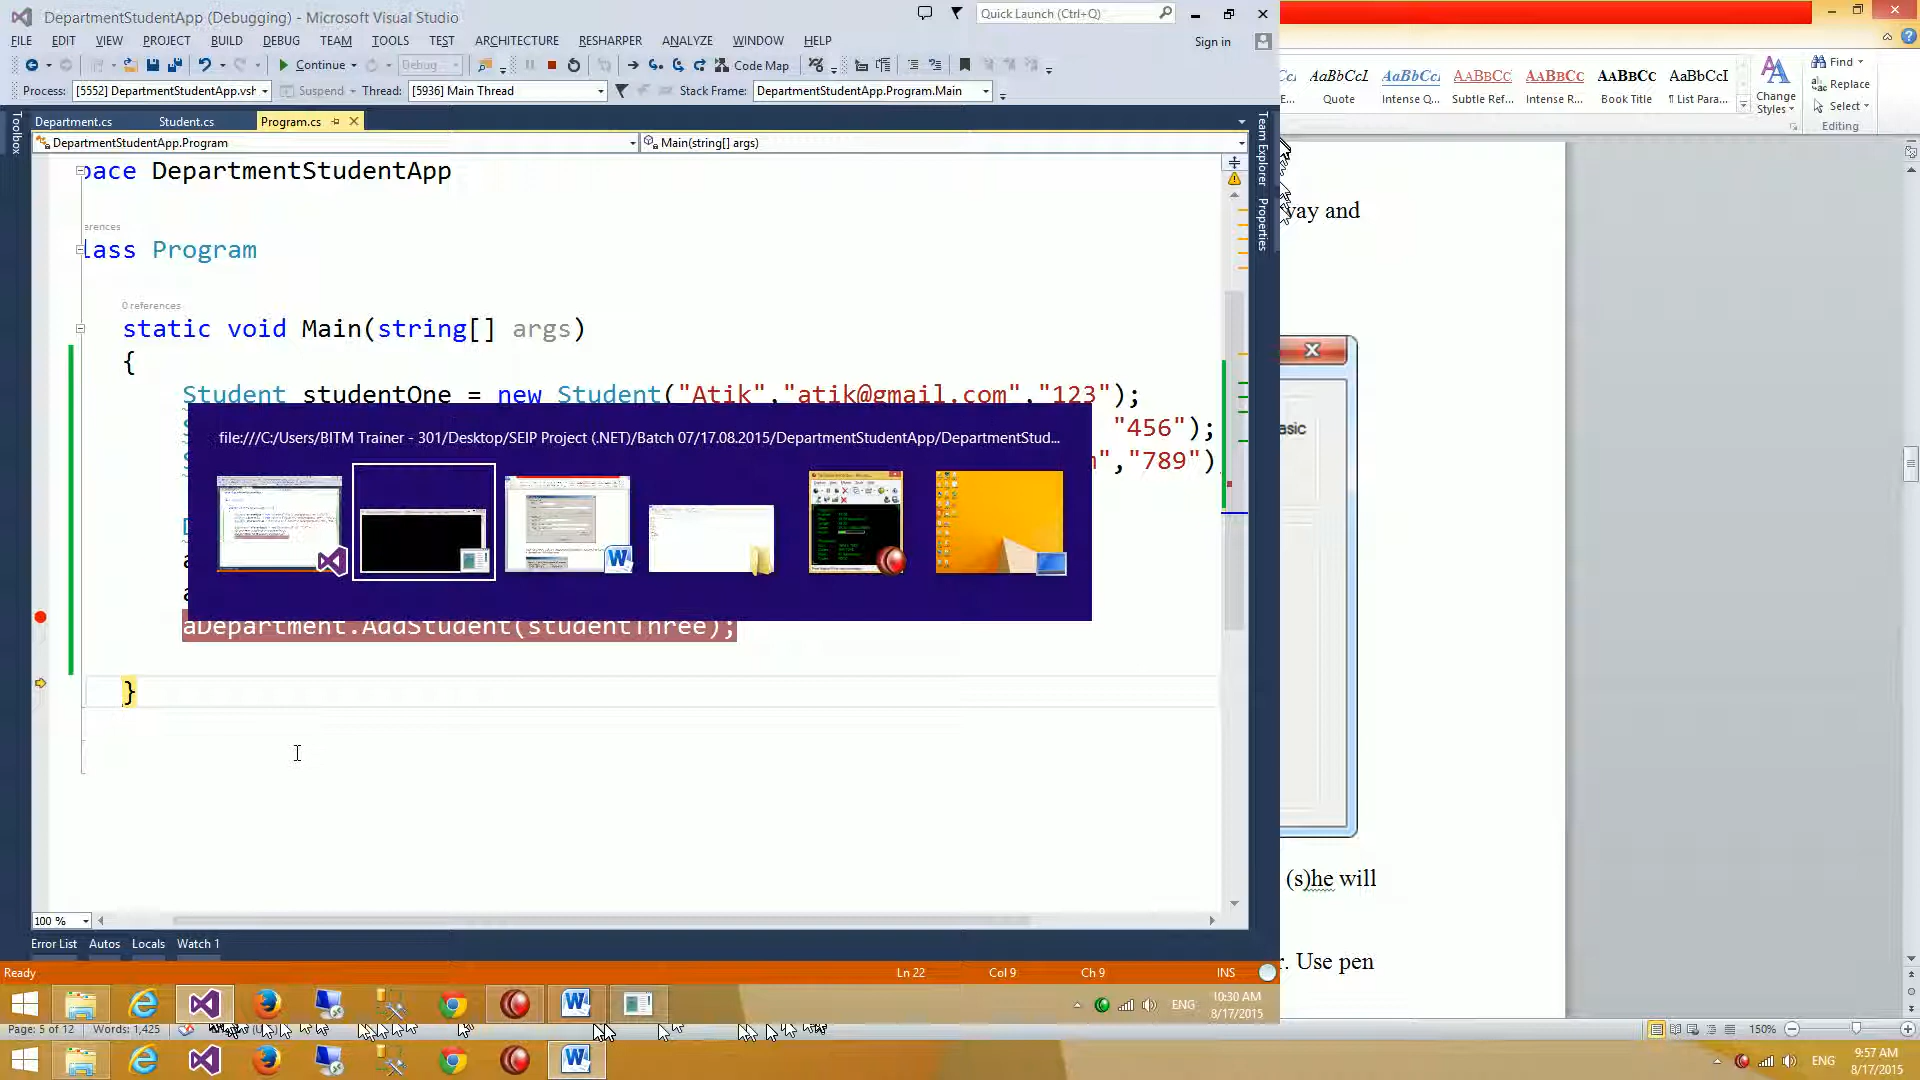 DepartmentStudentApp (Debugging) - Microsoft Visual Studio
Quick Launch (Ctrl+Q)
FILE EDIT VIEW PROJECT BUILD DEBUG TEAM TOOLS TEST ARCHITECTURE RESHARPER ANALYZE WINDOW HELP
Sign in
Continue Debug Code Map
Process: [5552] DepartmentStudentApp.vsh Suspend Thread: [5936] Main Thread Stack Frame: DepartmentStudentApp.Program.Main
Department.cs Student.cs Program.cs
DepartmentStudentApp.Program Main(string[] args)
Toolbox
Team Explorer
Properties
pace DepartmentStudentApp
erences
lass Program
0 references
static void Main(string[] args)
{
Student studentOne = new Student("Atik","atik@gmail.com","123");
"456");
","789")
file:///C:/Users/BITM Trainer - 301/Desktop/SEIP Project (.NET)/Batch 07/17.08.2015/DepartmentStudentApp/DepartmentStud...
aDepartment.AddStudent(studentThree);
}
100 %
Error List Autos Locals Watch 1
Ready Ln 22 Col 9 Ch 9 INS
ENG
10:30 AM
8/17/2015
Page: 5 of 12 Words: 1,425
150%
ENG
9:57 AM
8/17/2015
AaBbCcI AaBbCcI AABBCC AABBCC AABBCC AaBbCcI
E... Quote Intense Q... Subtle Ref... Intense R... Book Title ¶ List Para...
Change
Styles
Find
Replace
Select
Editing
way and
asic
(s)he will
. Use pen